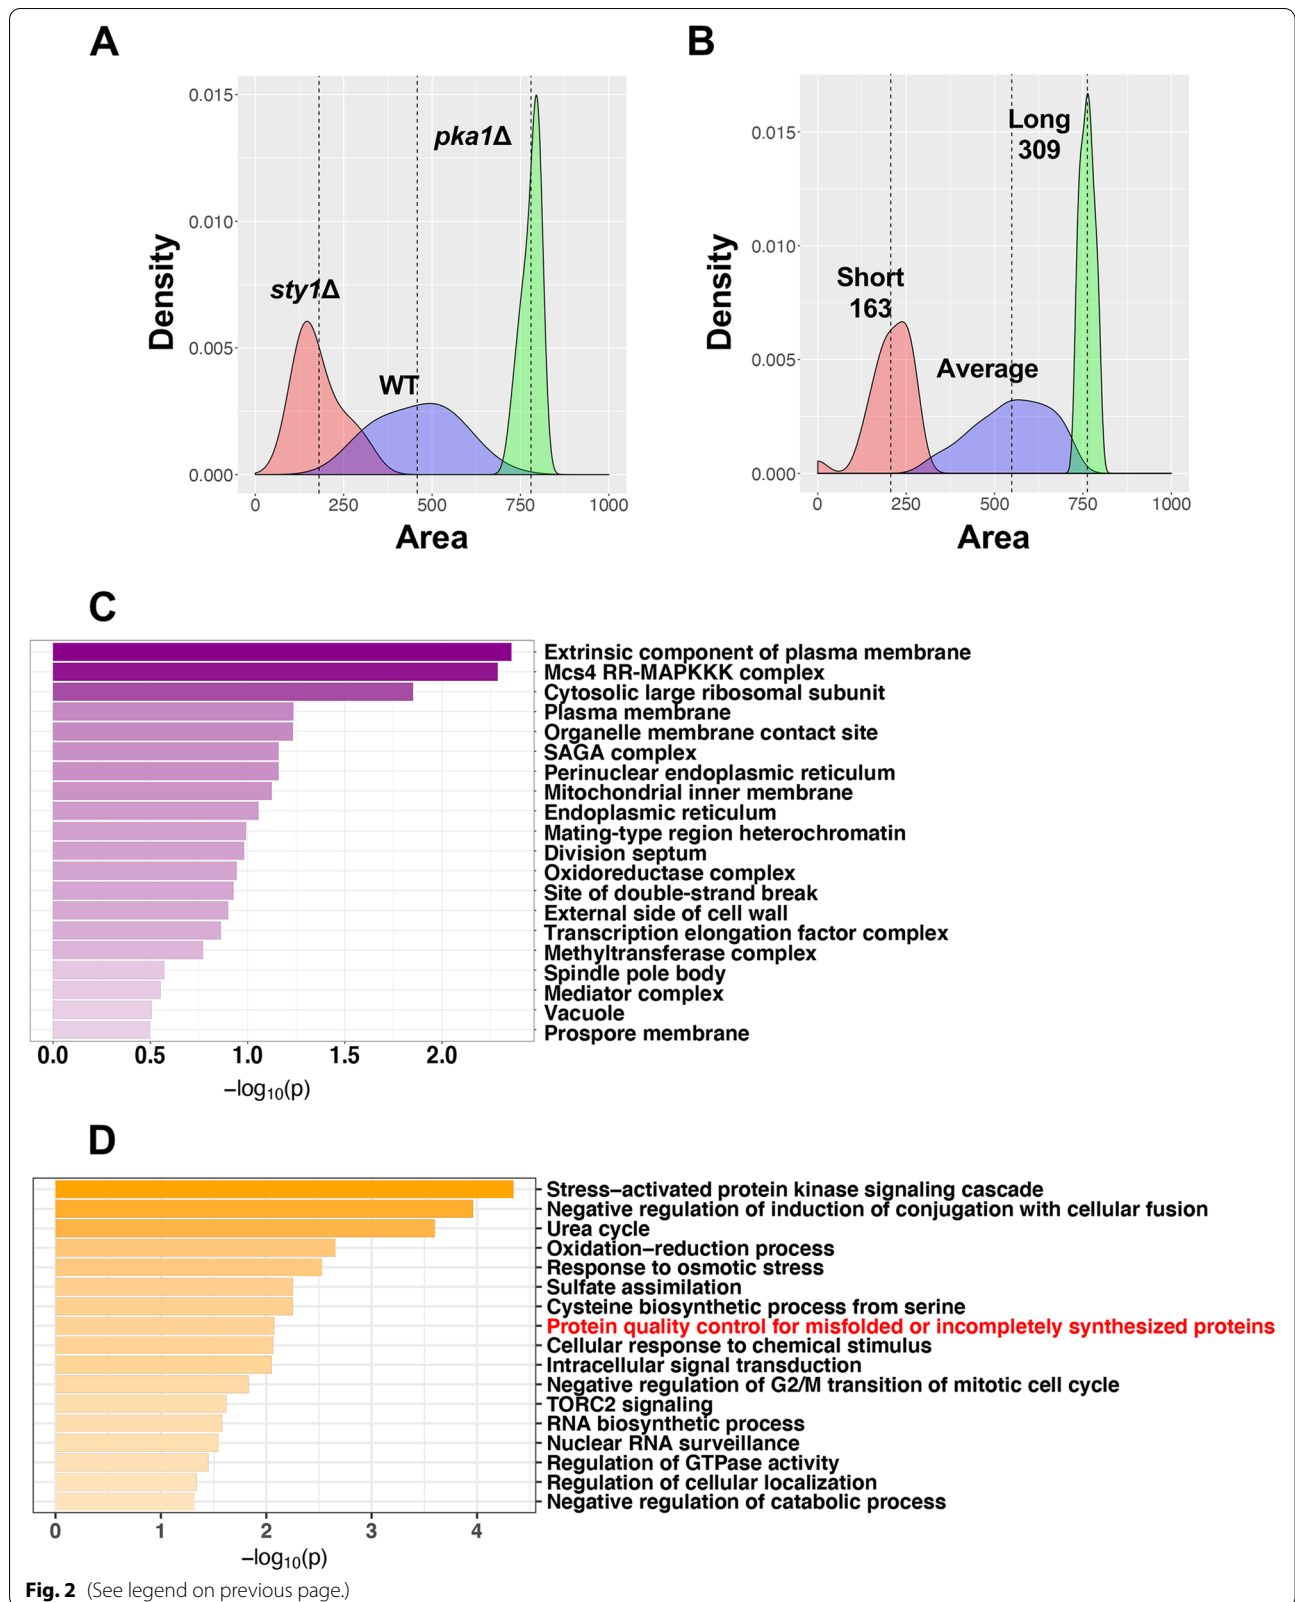 A
B
0.015
0.010
0.005
0.000
Density
pka1Δ
sty1Δ
WT
0
250
500
750
1000
Area
0.015
0.010
0.005
0.000
Density
Long
309
Short
163
Average
0
250
500
750
1000
Area
C
Extrinsic component of plasma membrane
Mcs4 RR-MAPKKK complex
Cytosolic large ribosomal subunit
Plasma membrane
Organelle membrane contact site
SAGA complex
Perinuclear endoplasmic reticulum
Mitochondrial inner membrane
Endoplasmic reticulum
Mating-type region heterochromatin
Division septum
Oxidoreductase complex
Site of double-strand break
External side of cell wall
Transcription elongation factor complex
Methyltransferase complex
Spindle pole body
Mediator complex
Vacuole
Prospore membrane
0.0
0.5
1.0
1.5
2.0
−log₁₀(p)
D
Stress−activated protein kinase signaling cascade
Negative regulation of induction of conjugation with cellular fusion
Urea cycle
Oxidation−reduction process
Response to osmotic stress
Sulfate assimilation
Cysteine biosynthetic process from serine
Protein quality control for misfolded or incompletely synthesized proteins
Cellular response to chemical stimulus
Intracellular signal transduction
Negative regulation of G2/M transition of mitotic cell cycle
TORC2 signaling
RNA biosynthetic process
Nuclear RNA surveillance
Regulation of GTPase activity
Regulation of cellular localization
Negative regulation of catabolic process
0
1
2
3
4
−log₁₀(p)
Fig. 2 (See legend on previous page.)